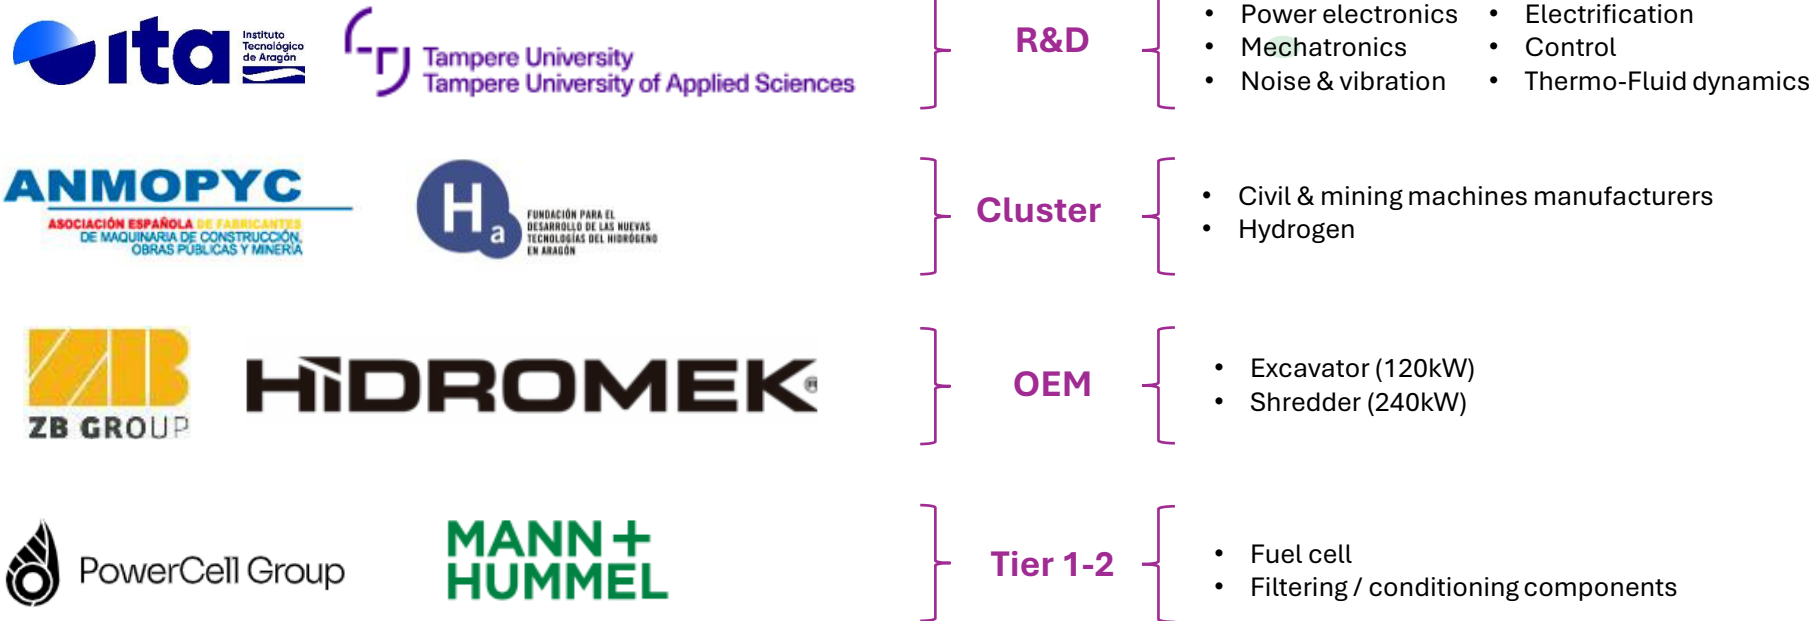 ita
Instituto
Tecnológico
de Aragón
Tampere University
Tampere University of Applied Sciences
R&D
• Power electronics
• Mechatronics
• Noise & vibration
• Electrification
• Control
• Thermo-Fluid dynamics
ANMOPYC
ASOCIACIÓN ESPAÑOLA DE FABRICANTES
DE MAQUINARIA DE CONSTRUCCIÓN,
OBRAS PÚBLICAS Y MINERÍA
Ha
FUNDACIÓN PARA EL
DESARROLLO DE LAS NUEVAS
TECNOLOGÍAS DEL HIDRÓGENO
EN ARAGÓN
Cluster
• Civil & mining machines manufacturers
• Hydrogen
ZB
ZB GROUP
HİDROMEK®
OEM
• Excavator (120kW)
• Shredder (240kW)
PowerCell Group
MANN+
HUMMEL
Tier 1-2
• Fuel cell
• Filtering / conditioning components